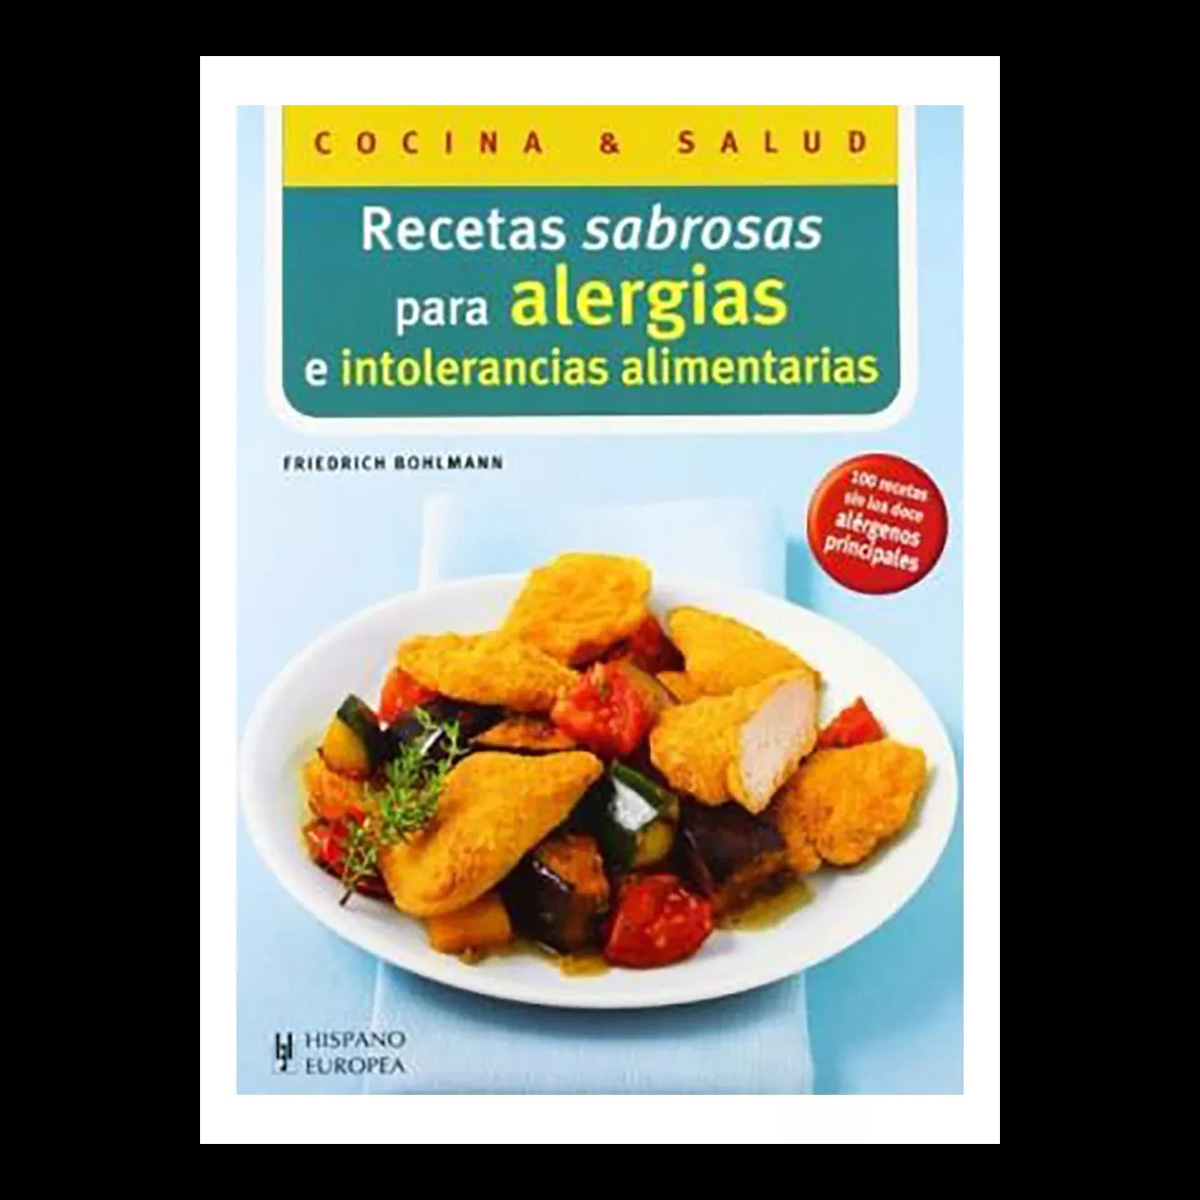 COCINA & SALUD
Recetas sabrosas
para alergias
e intolerancias alimentarias
FRIEDRICH BOHLMANN
100 recetas
sin los doce
alérgenos
principales
HISPANO
EUROPEA